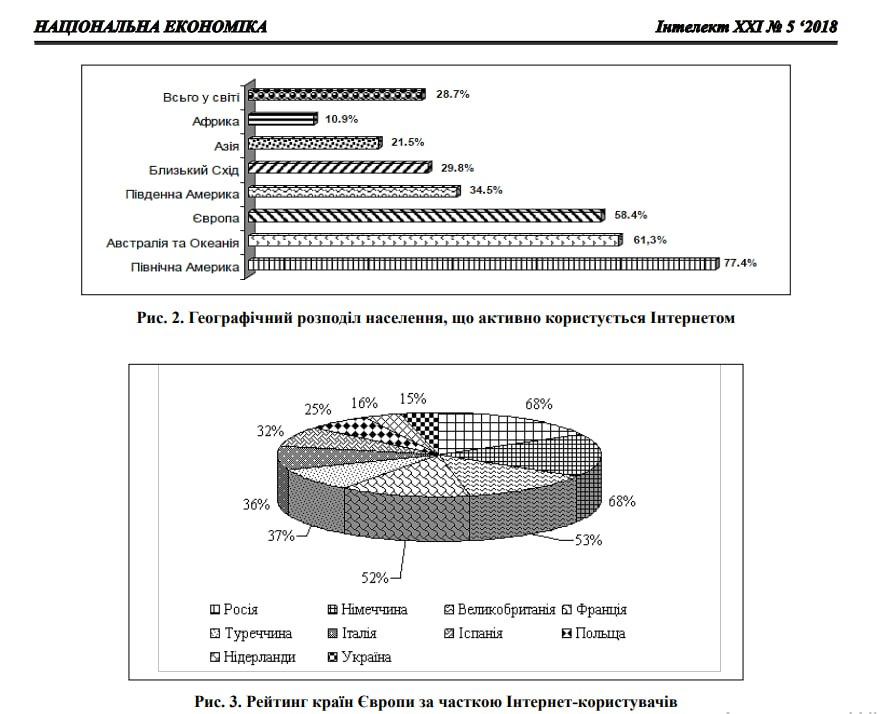 НАЦІОНАЛЬНА ЕКОНОМІКА Інтелект XXI № 5 ‘2018
Всього у світі 28.7%
Африка 10.9%
Азія 21.5%
Близький Схід 29.8%
Південна Америка 34.5%
Європа 58.4%
Австралія та Океанія 61,3%
Північна Америка 77.4%
Рис. 2. Географічний розподіл населення, що активно користується Інтернетом
25% 16% 15% 68%
32%
36% 68%
37% 53%
52%
Росія Німеччина Великобританія Франція
Туреччина Італія Іспанія Польща
Нідерланди Україна
Рис. 3. Рейтинг країн Європи за часткою Інтернет-користувачів